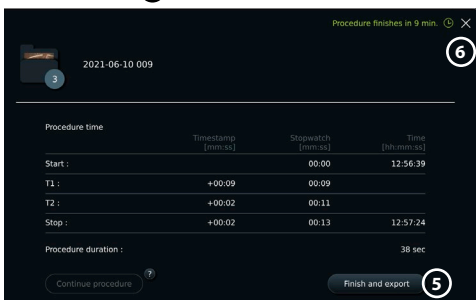 Procedure finishes in 9 min.
6
3
2021-06-10 009
Procedure time
Timestamp [mm:ss] Stopwatch [mm:ss] Time [hh:mm:ss]
Start : 00:00 12:56:39
T1 : +00:09 00:09
T2 : +00:02 00:11
Stop : +00:02 00:13 12:57:24
Procedure duration : 38 sec
Continue procedure ?
Finish and export 5